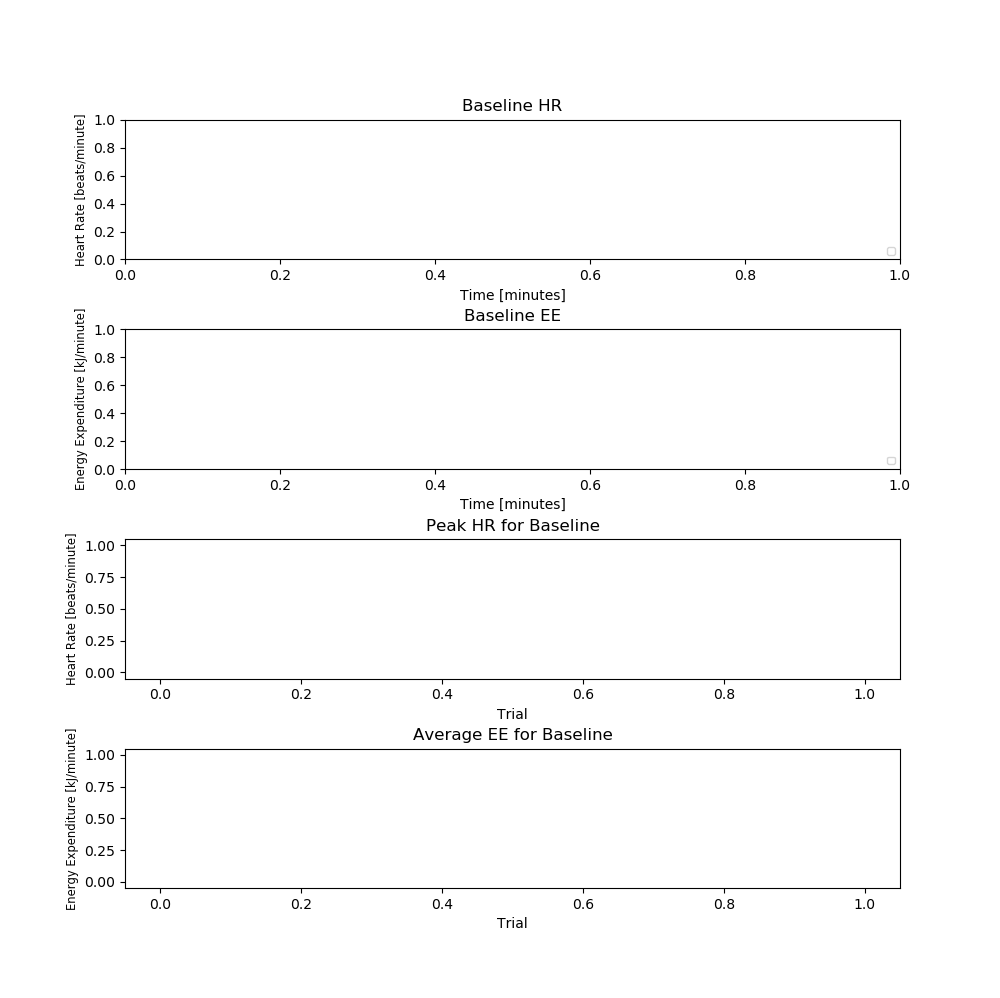 Baseline HR
Heart Rate [beats/minute]
1.0
0.8
0.6
0.4
0.2
0.0
0.0 0.2 0.4 0.6 0.8 1.0
Time [minutes]
Baseline EE
Energy Expenditure [kJ/minute]
1.0
0.8
0.6
0.4
0.2
0.0
0.0 0.2 0.4 0.6 0.8 1.0
Time [minutes]
Peak HR for Baseline
Heart Rate [beats/minute]
1.00
0.75
0.50
0.25
0.00
0.0 0.2 0.4 0.6 0.8 1.0
Trial
Average EE for Baseline
Energy Expenditure [kJ/minute]
1.00
0.75
0.50
0.25
0.00
0.0 0.2 0.4 0.6 0.8 1.0
Trial